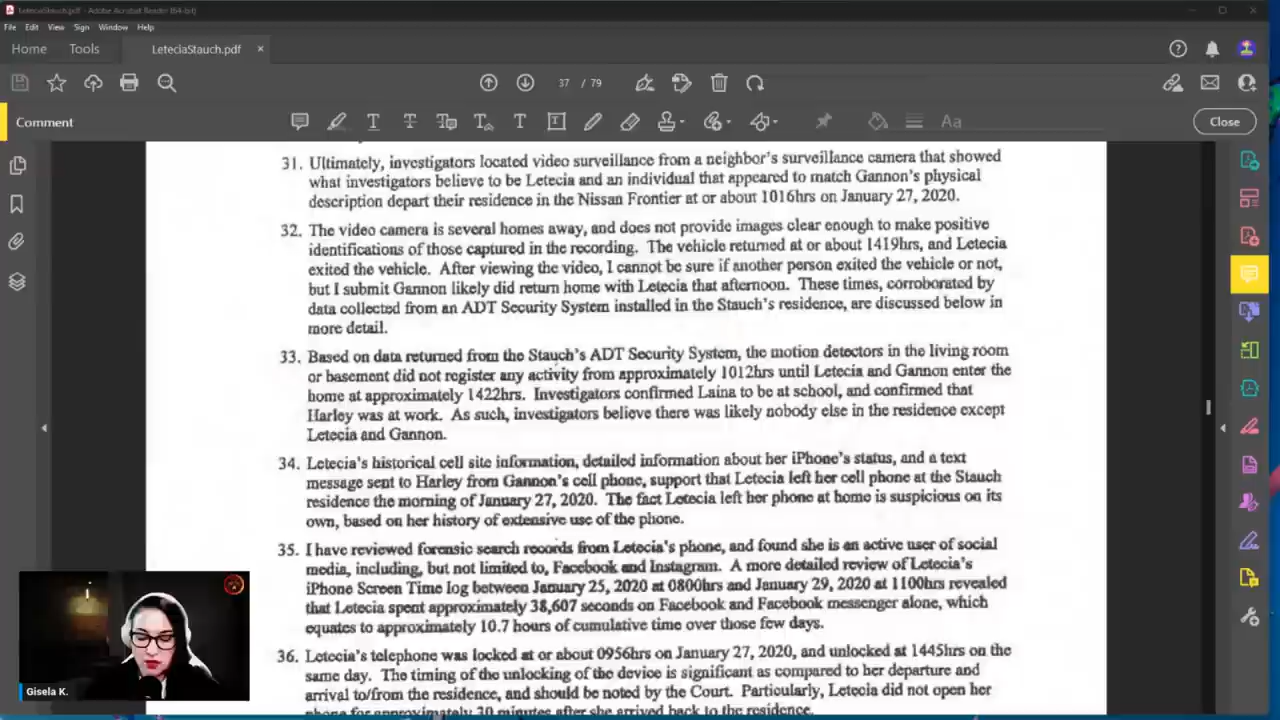 LeteciaStauch.pdf - Adobe Acrobat Reader (64-bit)
File Edit View Sign Window Help
Home Tools LeteciaStauch.pdf ×
37 / 79
Comment
Close
31. Ultimately, investigators located video surveillance from a neighbor's surveillance camera that showed
what investigators believe to be Letecia and an individual that appeared to match Gannon's physical
description depart their residence in the Nissan Frontier at or about 1016hrs on January 27, 2020.
32. The video camera is several homes away, and does not provide images clear enough to make positive
identifications of those captured in the recording. The vehicle returned at or about 1419hrs, and Letecia
exited the vehicle. After viewing the video, I cannot be sure if another person exited the vehicle or not,
but I submit Gannon likely did return home with Letecia that afternoon. These times, corroborated by
data collected from an ADT Security System installed in the Stauch's residence, are discussed below in
more detail.
33. Based on data returned from the Stauch's ADT Security System, the motion detectors in the living room
or basement did not register any activity from approximately 1012hrs until Letecia and Gannon enter the
home at approximately 1422hrs. Investigators confirmed Laina to be at school, and confirmed that
Harley was at work. As such, investigators believe there was likely nobody else in the residence except
Letecia and Gannon.
34. Letecia's historical cell site information, detailed information about her iPhone's status, and a text
message sent to Harley from Gannon's cell phone, support that Letecia left her cell phone at the Stauch
residence the morning of January 27, 2020. The fact Letecia left her phone at home is suspicious on its
own, based on her history of extensive use of the phone.
35. I have reviewed forensic search records from Letecia's phone, and found she is an active user of social
media, including, but not limited to, Facebook and Instagram. A more detailed review of Letecia's
iPhone Screen Time log between January 25, 2020 at 0800hrs and January 29, 2020 at 1100hrs revealed
that Letecia spent approximately 38,607 seconds on Facebook and Facebook messenger alone, which
equates to approximately 10.7 hours of cumulative time over those few days.
36. Letecia's telephone was locked at or about 0956hrs on January 27, 2020, and unlocked at 1445hrs on the
same day. The timing of the unlocking of the device is significant as compared to her departure and
arrival to/from the residence, and should be noted by the Court. Particularly, Letecia did not open her
phone for approximately 30 minutes after she arrived back to the residence.
Gisela K.